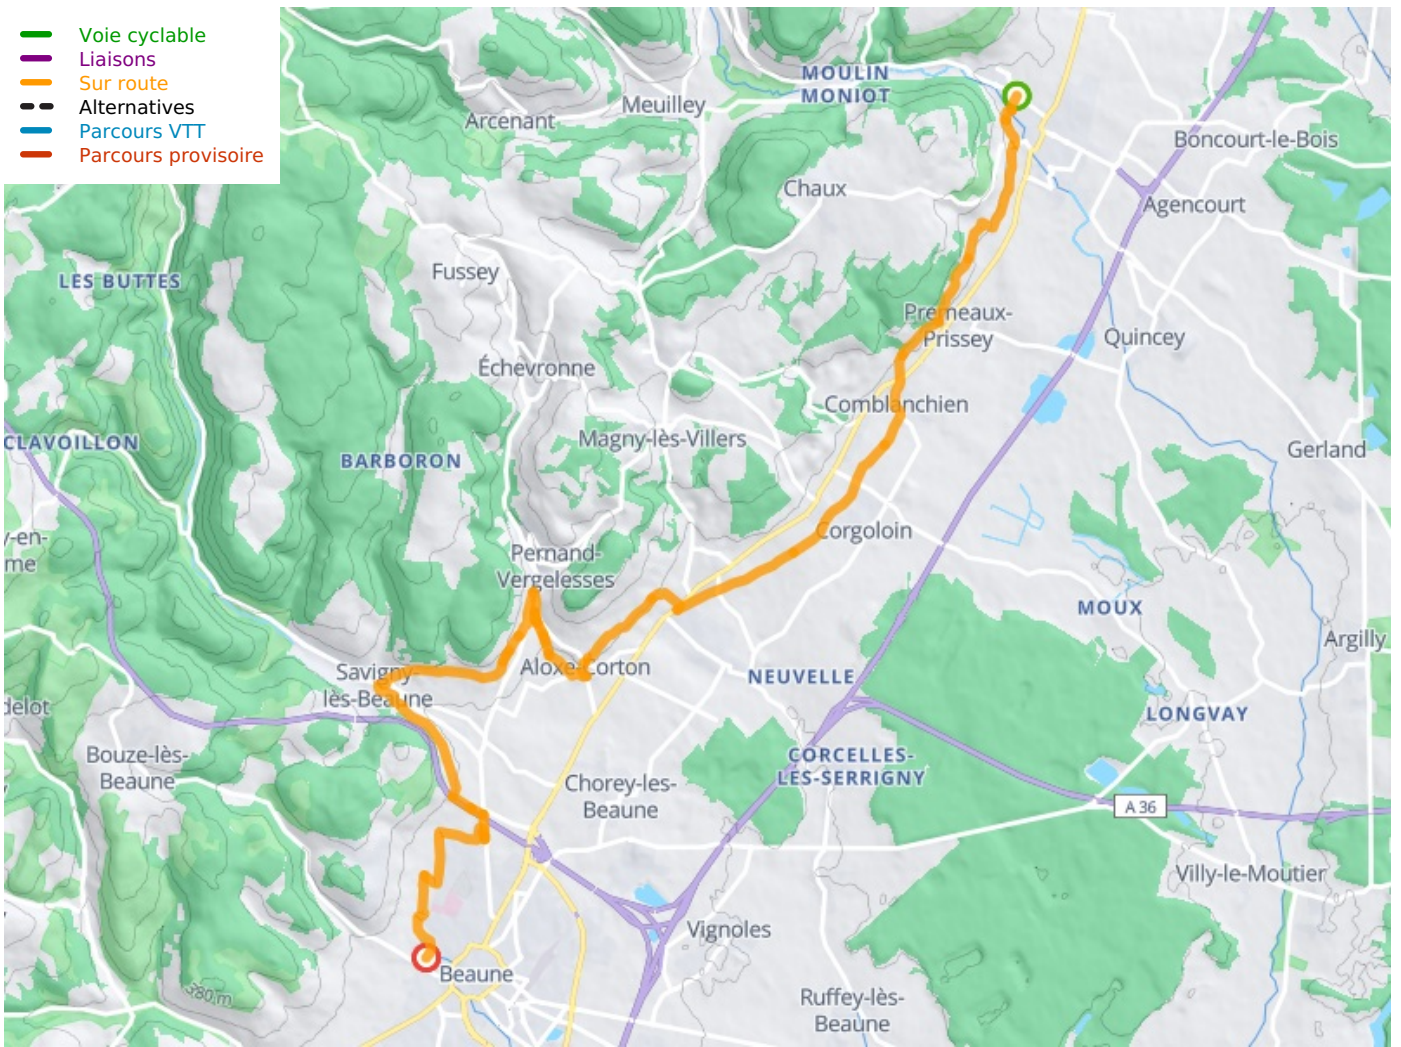 Voie cyclable
Liaisons
Sur route
Alternatives
Parcours VTT
Parcours provisoire
MOULIN
MONIOT
Meuilley
Arcenant
Boncourt-le-Bois
Chaux
Agencourt
Fussey
LES BUTTES
Premeaux-
Prissey
Quincey
Échevronne
Comblanchien
CLAVOILLON
BARBORON
Magny-lès-Villers
Gerland
Corgoloin
y-en-
me
Pernand-
Vergelesses
MOUX
Argilly
Aloxe-Corton
Savigny-
lès-Beaune
NEUVELLE
delot
LONGVAY
Bouze-lès-
Beaune
CORCELLES-
LES-SERRIGNY
Chorey-les-
Beaune
A 36
Villy-le-Moutier
Vignoles
Beaune
380 m
Ruffey-lès-
Beaune